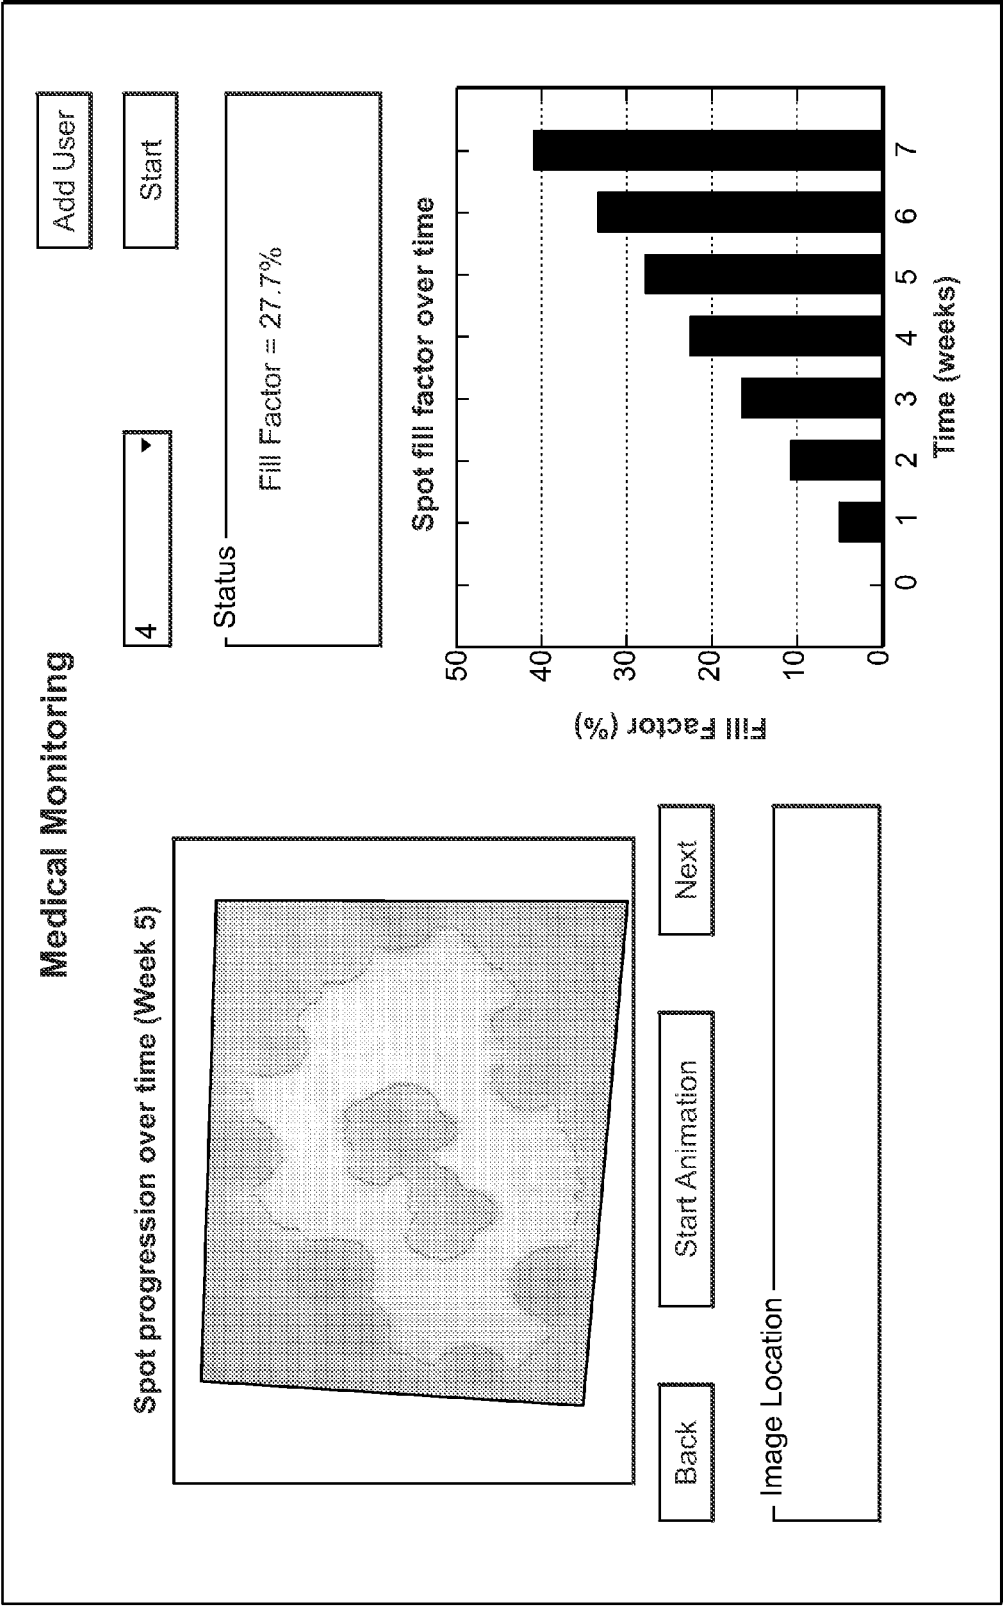 Medical Monitoring
Add User
4
Start
Spot progression over time (Week 5)
Status
Fill Factor = 27.7%
Spot fill factor over time
50
40
30
20
10
0
Fill Factor (%)
0 1 2 3 4 5 6 7
Time (weeks)
Back
Start Animation
Next
Image Location